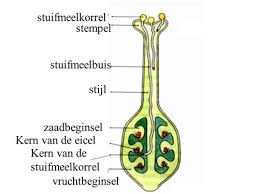 stuifmeelkorrel
stempel
stuifmeelbuis
stijl
zaadbeginsel
Kern van de eicel
Kern van de
stuifmeelkorrel
vruchtbeginsel